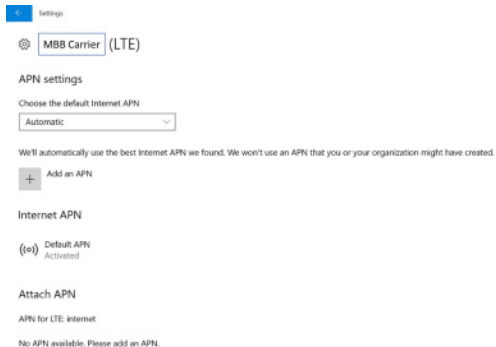 Settings
MBB Carrier (LTE)
APN settings
Choose the default Internet APN
Automatic
We'll automatically use the best Internet APN we found. We won't use an APN that you or your organization might have created.
Add an APN
Internet APN
Default APN
Activated
Attach APN
APN for LTE: internet
No APN available. Please add an APN.